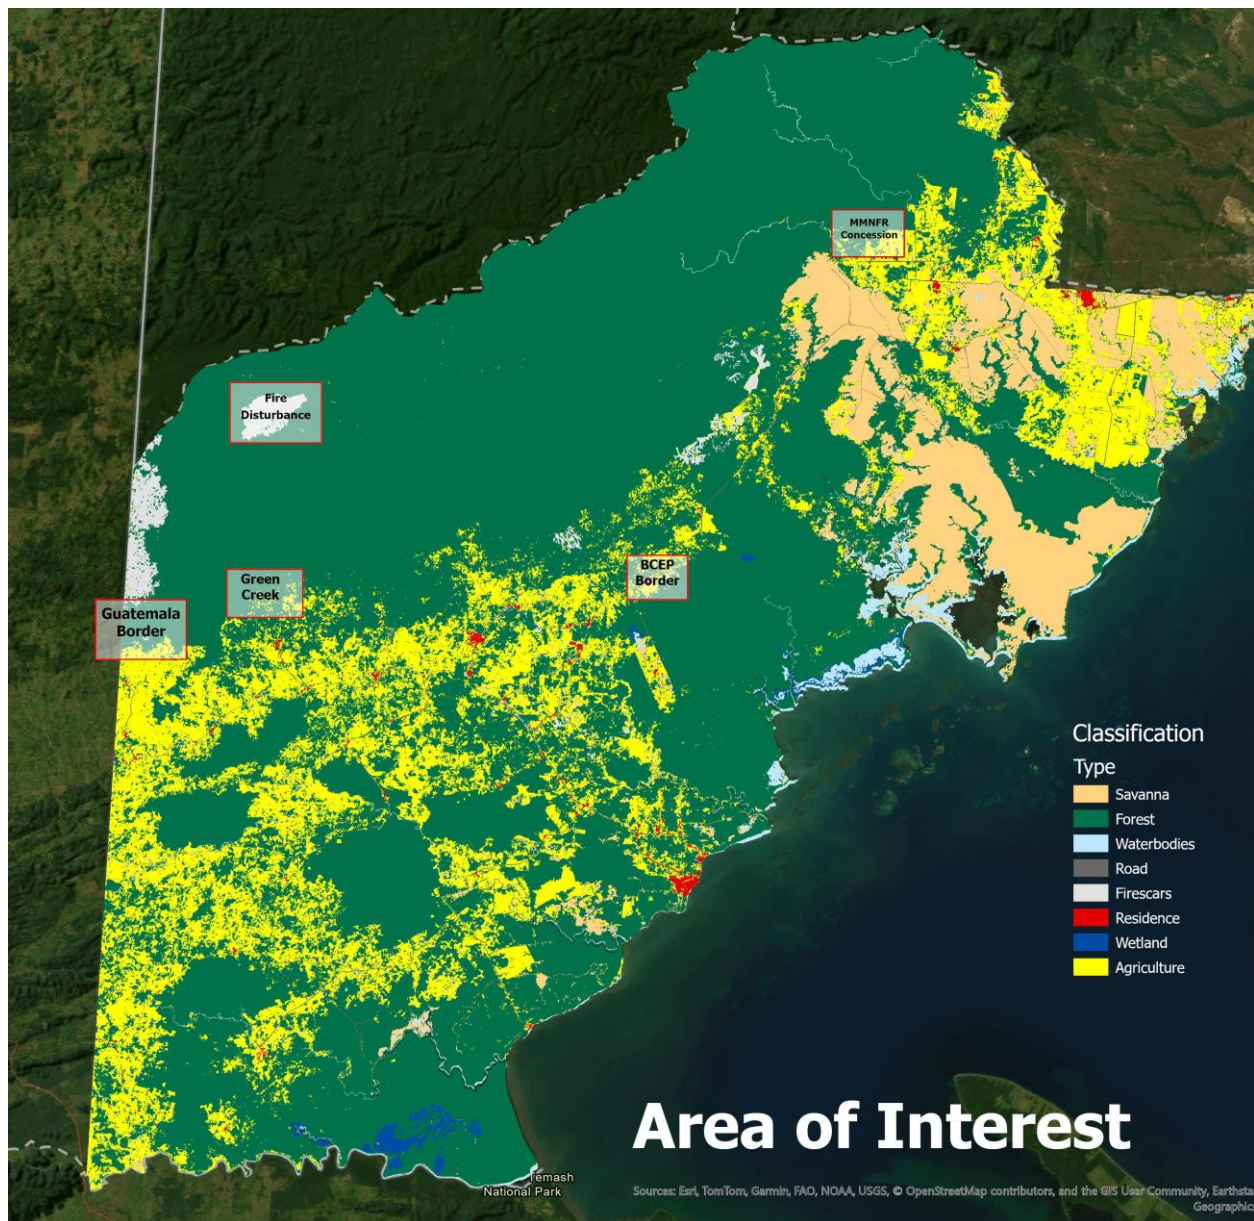 MMNFR
Concession
Fire
Disturbance
BCEP
Border
Green
Creek
Guatemala
Border
Classification
Type
Savanna
Forest
Waterbodies
Road
Firescars
Residence
Wetland
Agriculture
Area of Interest
Temash
National Park
Sources: Esri, TomTom, Garmin, FAO, NOAA, USGS, © OpenStreetMap contributors, and the GIS User Community, Earthsta
Geographic